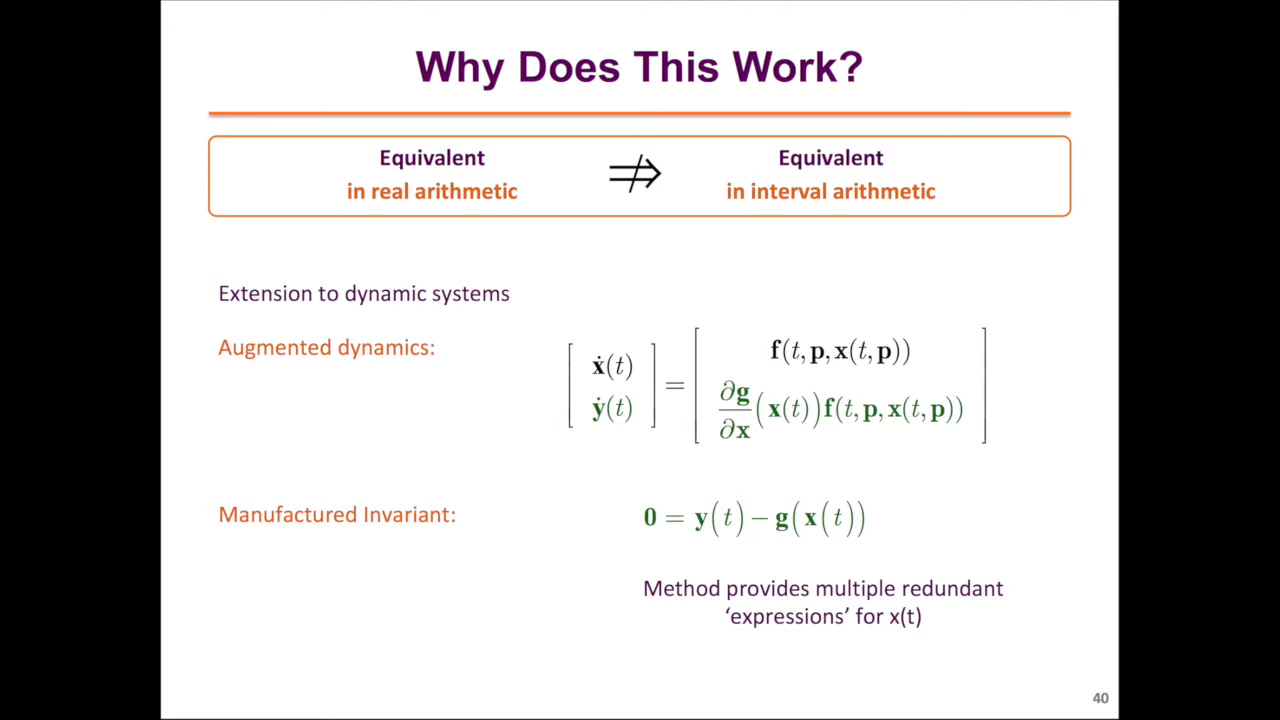 Why Does This Work?
Equivalent ⇏ Equivalent
in real arithmetic in interval arithmetic
Extension to dynamic systems
Augmented dynamics:
[ẋ(t) ẏ(t)] = [f(t, p, x(t, p)) ∂g/∂x (x(t)) f(t, p, x(t, p))]
Manufactured Invariant: 0 = y(t) − g(x(t))
Method provides multiple redundant
‘expressions’ for x(t)
40